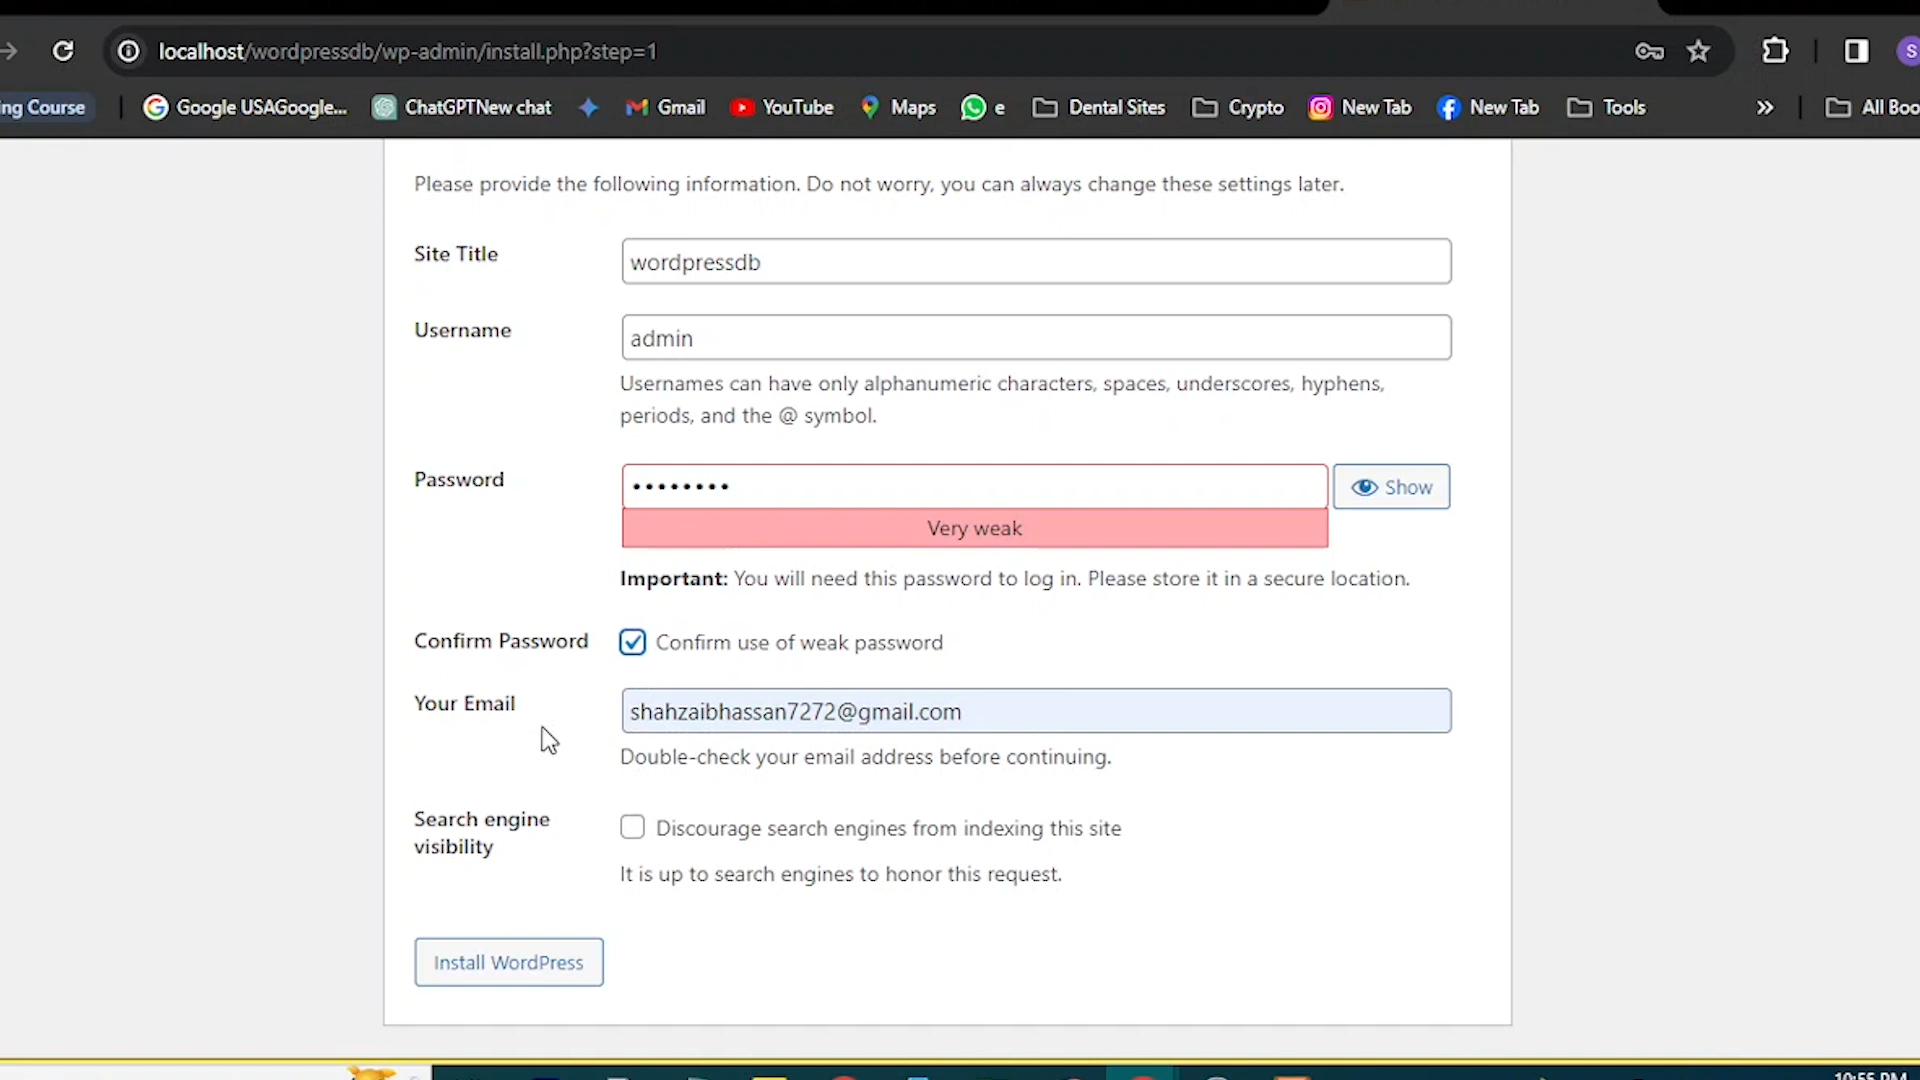 localhost/wordpressdb/wp-admin/install.php?step=1
S
ing Course
Google USAGoogle...
ChatGPTNew chat
Gmail
YouTube
Maps
e
Dental Sites
Crypto
New Tab
New Tab
Tools
All Boo
Please provide the following information. Do not worry, you can always change these settings later.
Site Title
wordpressdb
Username
admin
Usernames can have only alphanumeric characters, spaces, underscores, hyphens,
periods, and the @ symbol.
Password
••••••••
Show
Very weak
Important: You will need this password to log in. Please store it in a secure location.
Confirm Password
Confirm use of weak password
Your Email
shahzaibhassan7272@gmail.com
Double-check your email address before continuing.
Search engine
visibility
Discourage search engines from indexing this site
It is up to search engines to honor this request.
Install WordPress
10:55 PM